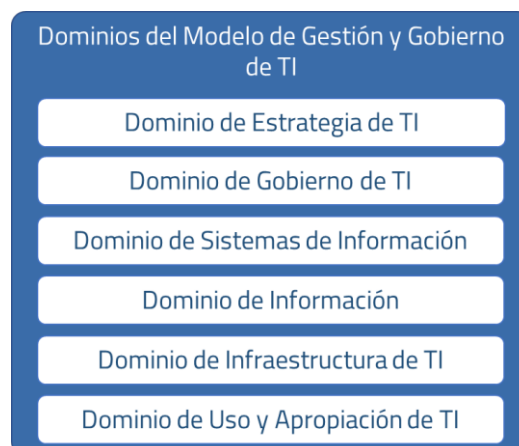 Dominios del Modelo de Gestión y Gobierno
de TI
Dominio de Estrategia de TI
Dominio de Gobierno de TI
Dominio de Sistemas de Información
Dominio de Información
Dominio de Infraestructura de TI
Dominio de Uso y Apropiación de TI